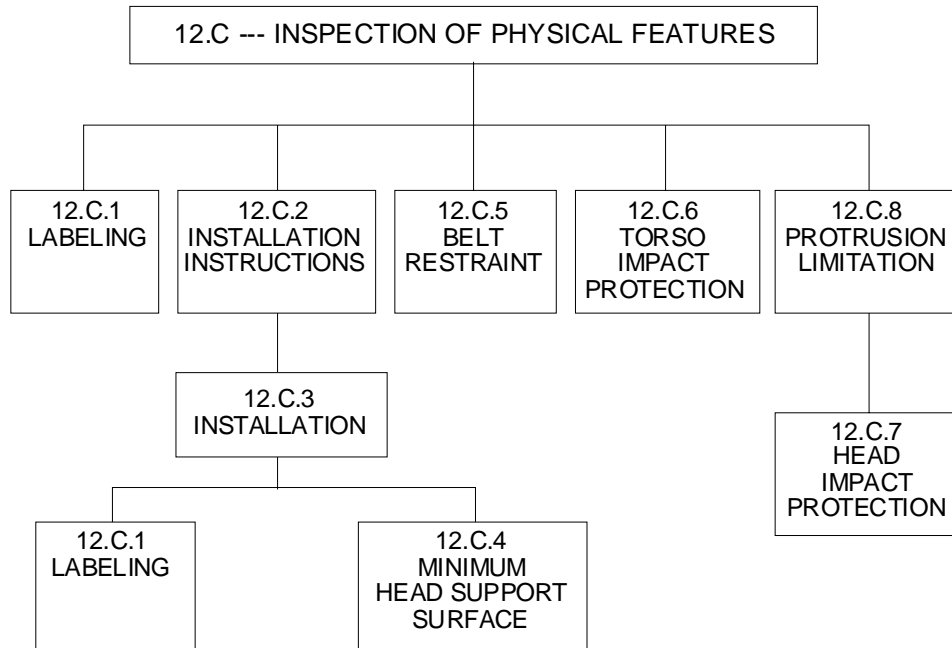 12.C --- INSPECTION OF PHYSICAL FEATURES
12.C.1
LABELING
12.C.2
INSTALLATION
INSTRUCTIONS
12.C.5
BELT
RESTRAINT
12.C.6
TORSO
IMPACT
PROTECTION
12.C.8
PROTRUSION
LIMITATION
12.C.3
INSTALLATION
12.C.7
HEAD
IMPACT
PROTECTION
12.C.1
LABELING
12.C.4
MINIMUM
HEAD SUPPORT
SURFACE